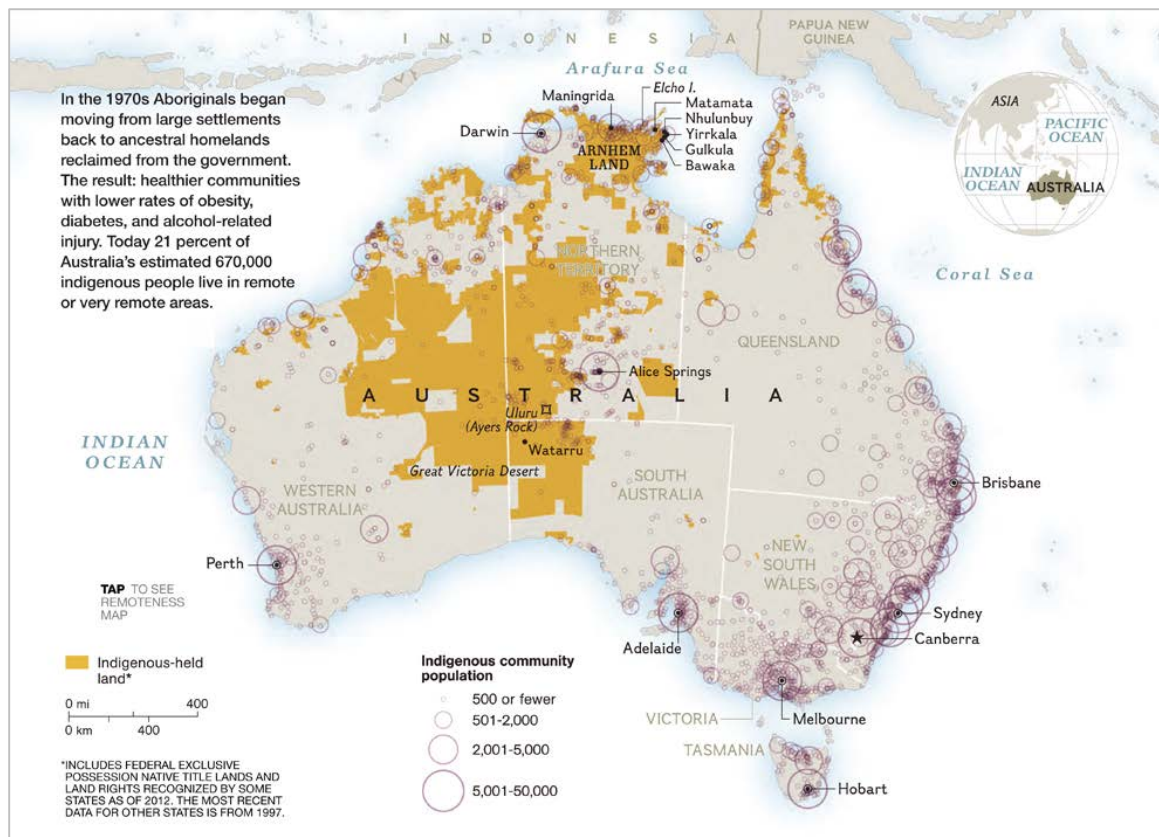 INDONESIA
PAPUA NEW
GUINEA
Arafura Sea
In the 1970s Aboriginals began
moving from large settlements
back to ancestral homelands
reclaimed from the government.
The result: healthier communities
with lower rates of obesity,
diabetes, and alcohol-related
injury. Today 21 percent of
Australia's estimated 670,000
indigenous people live in remote
or very remote areas.
Elcho I.
Maningrida
Matamata
Nhulunbuy
Darwin
Yirrkala
Gulkula
ARNHEM
LAND
Bawaka
ASIA
PACIFIC
OCEAN
INDIAN
OCEAN
AUSTRALIA
NORTHERN
TERRITORY
Coral Sea
QUEENSLAND
Alice Springs
AUSTRALIA
Uluru
(Ayers Rock)
INDIAN
OCEAN
Watarru
Great Victoria Desert
SOUTH
AUSTRALIA
WESTERN
AUSTRALIA
Brisbane
NEW
SOUTH
WALES
Perth
TAP TO SEE
REMOTENESS
MAP
Sydney
Adelaide
Canberra
Indigenous-held
land*
0 mi 400
0 km 400
*INCLUDES FEDERAL EXCLUSIVE
POSSESSION NATIVE TITLE LANDS AND
LAND RIGHTS RECOGNIZED BY SOME
STATES AS OF 2012. THE MOST RECENT
DATA FOR OTHER STATES IS FROM 1997.
Indigenous community
population
500 or fewer
501-2,000
2,001-5,000
5,001-50,000
VICTORIA
Melbourne
TASMANIA
Hobart